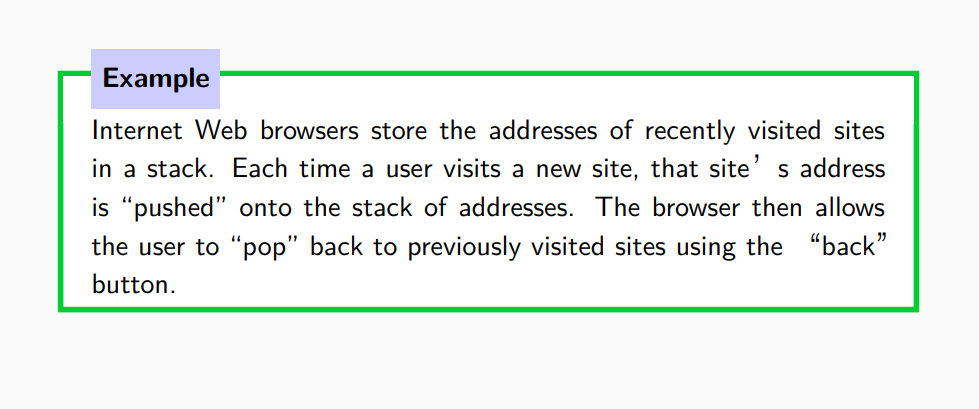 Example
Internet Web browsers store the addresses of recently visited sites
in a stack. Each time a user visits a new site, that site’ s address
is “pushed” onto the stack of addresses. The browser then allows
the user to “pop” back to previously visited sites using the “back”
button.